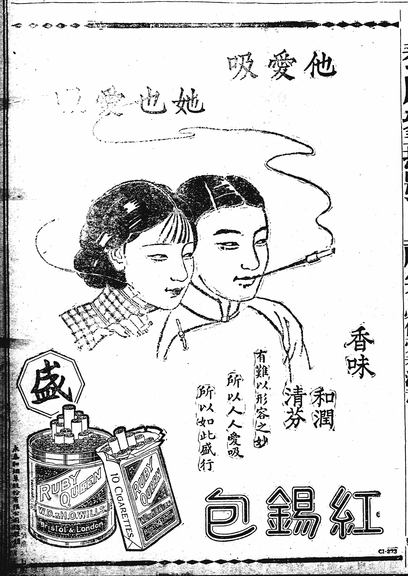 他愛吸
她也愛吸
香味
和潤
清芬
有難以形容之妙
所以人人愛吸
所以如此盛行
盛
RUBY
QUEEN
W.D. & H.O. WILLS
Bristol & London
RUBY
QUEEN
10 CIGARETTES
紅錫包